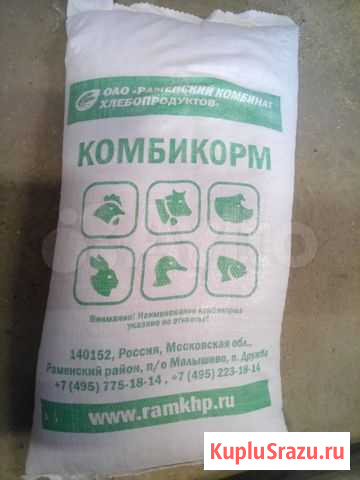 ОАО «РАМЕНСКИЙ КОМБИНАТ
ХЛЕБОПРОДУКТОВ»
КОМБИКОРМ
Внимание! Наименование комбикорма
указано на этикетке!
140152, Россия, Московская обл.,
Раменский район, п/о Малышево, п. Дружба
+7 (495) 775-18-14, +7 (495) 223-18-14
www.ramkhp.ru
KupluSrazu.ru